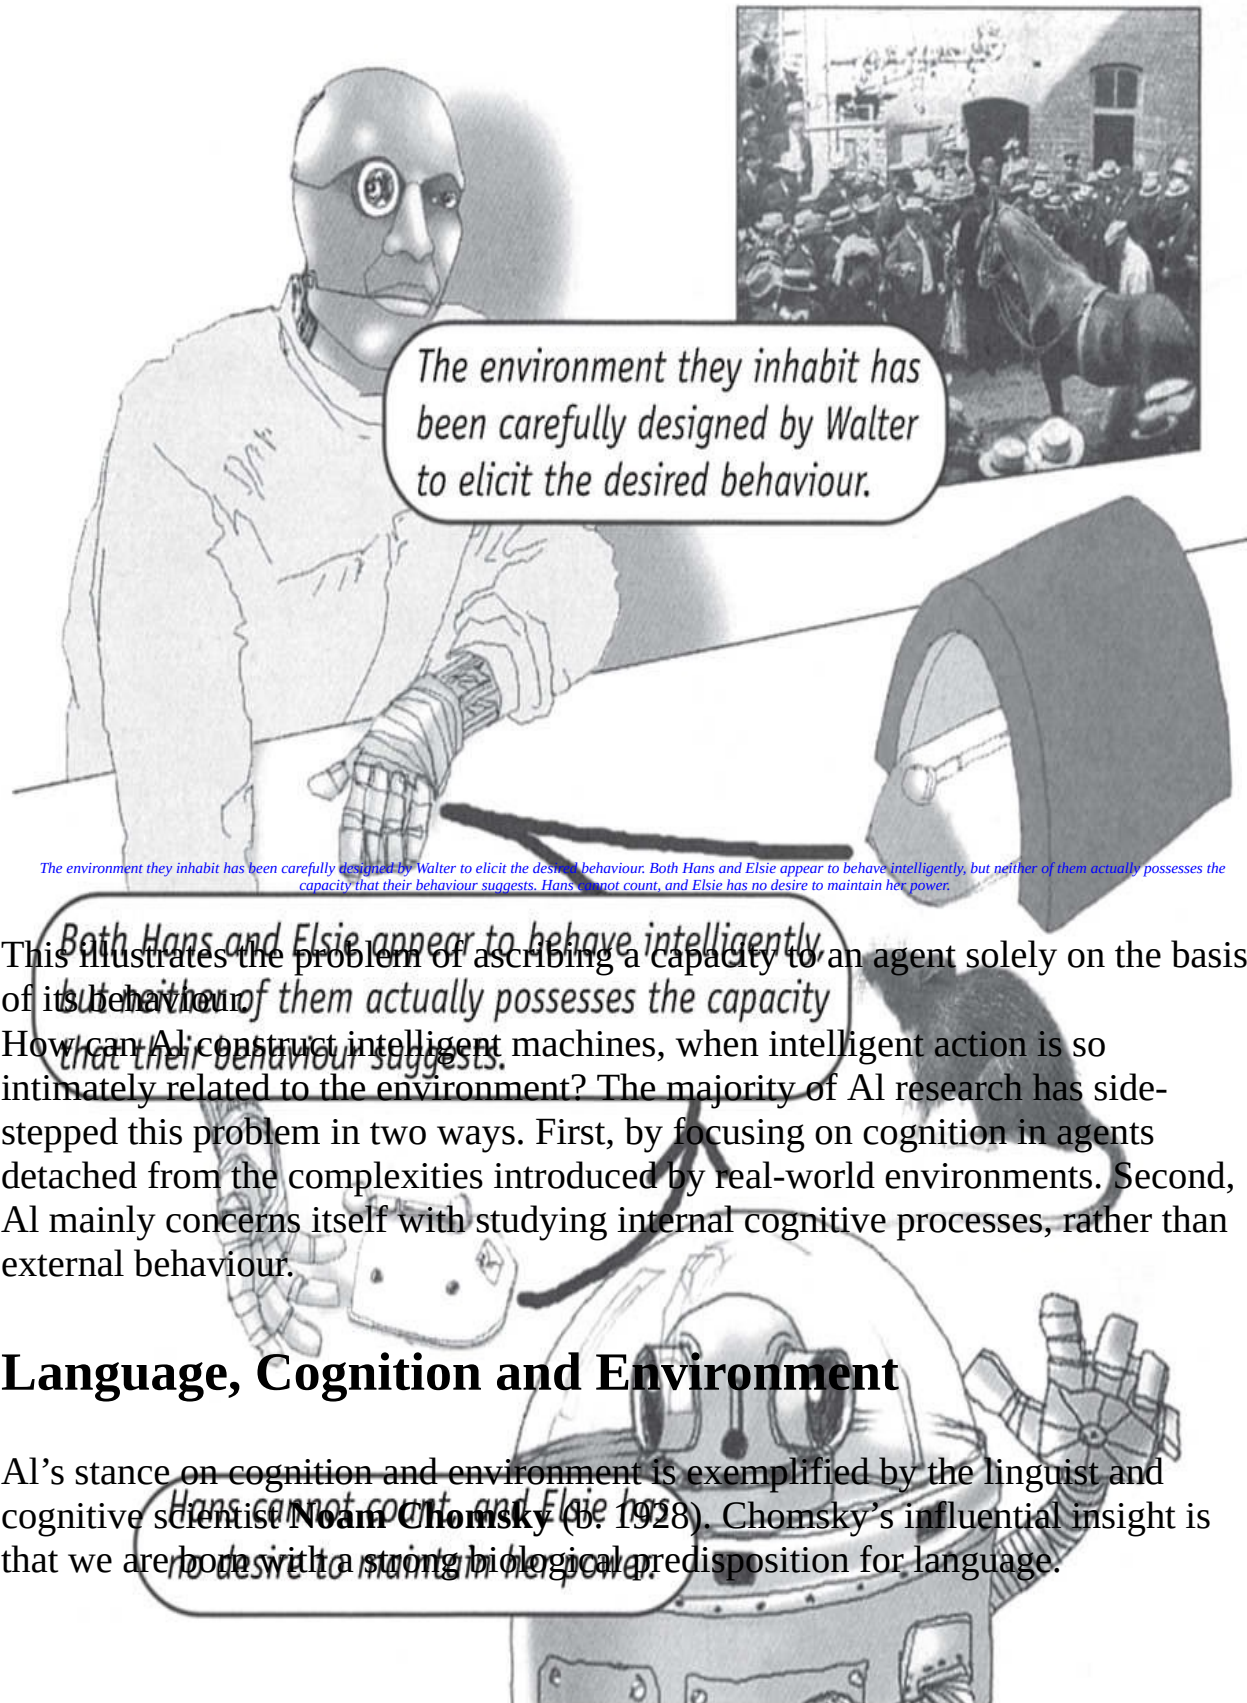 The environment they inhabit has
been carefully designed by Walter
to elicit the desired behaviour.
The environment they inhabit has been carefully designed by Walter to elicit the desired behaviour. Both Hans and Elsie appear to behave intelligently, but neither of them actually possesses the
capacity that their behaviour suggests. Hans cannot count, and Elsie has no desire to maintain her power.
Both Hans and Elsie appear to behave intelligently,
but neither of them actually possesses the capacity
that their behaviour suggests.
This illustrates the problem of ascribing a capacity to an agent solely on the basis
of its behaviour.
How can Al construct intelligent machines, when intelligent action is so
intimately related to the environment? The majority of Al research has side-
stepped this problem in two ways. First, by focusing on cognition in agents
detached from the complexities introduced by real-world environments. Second,
Al mainly concerns itself with studying internal cognitive processes, rather than
external behaviour.
Language, Cognition and Environment
Al’s stance on cognition and environment is exemplified by the linguist and
cognitive scientist Noam Chomsky (b. 1928). Chomsky’s influential insight is
that we are born with a strong biological predisposition for language.
Hans cannot count, and Elsie has
no desire to maintain her power.